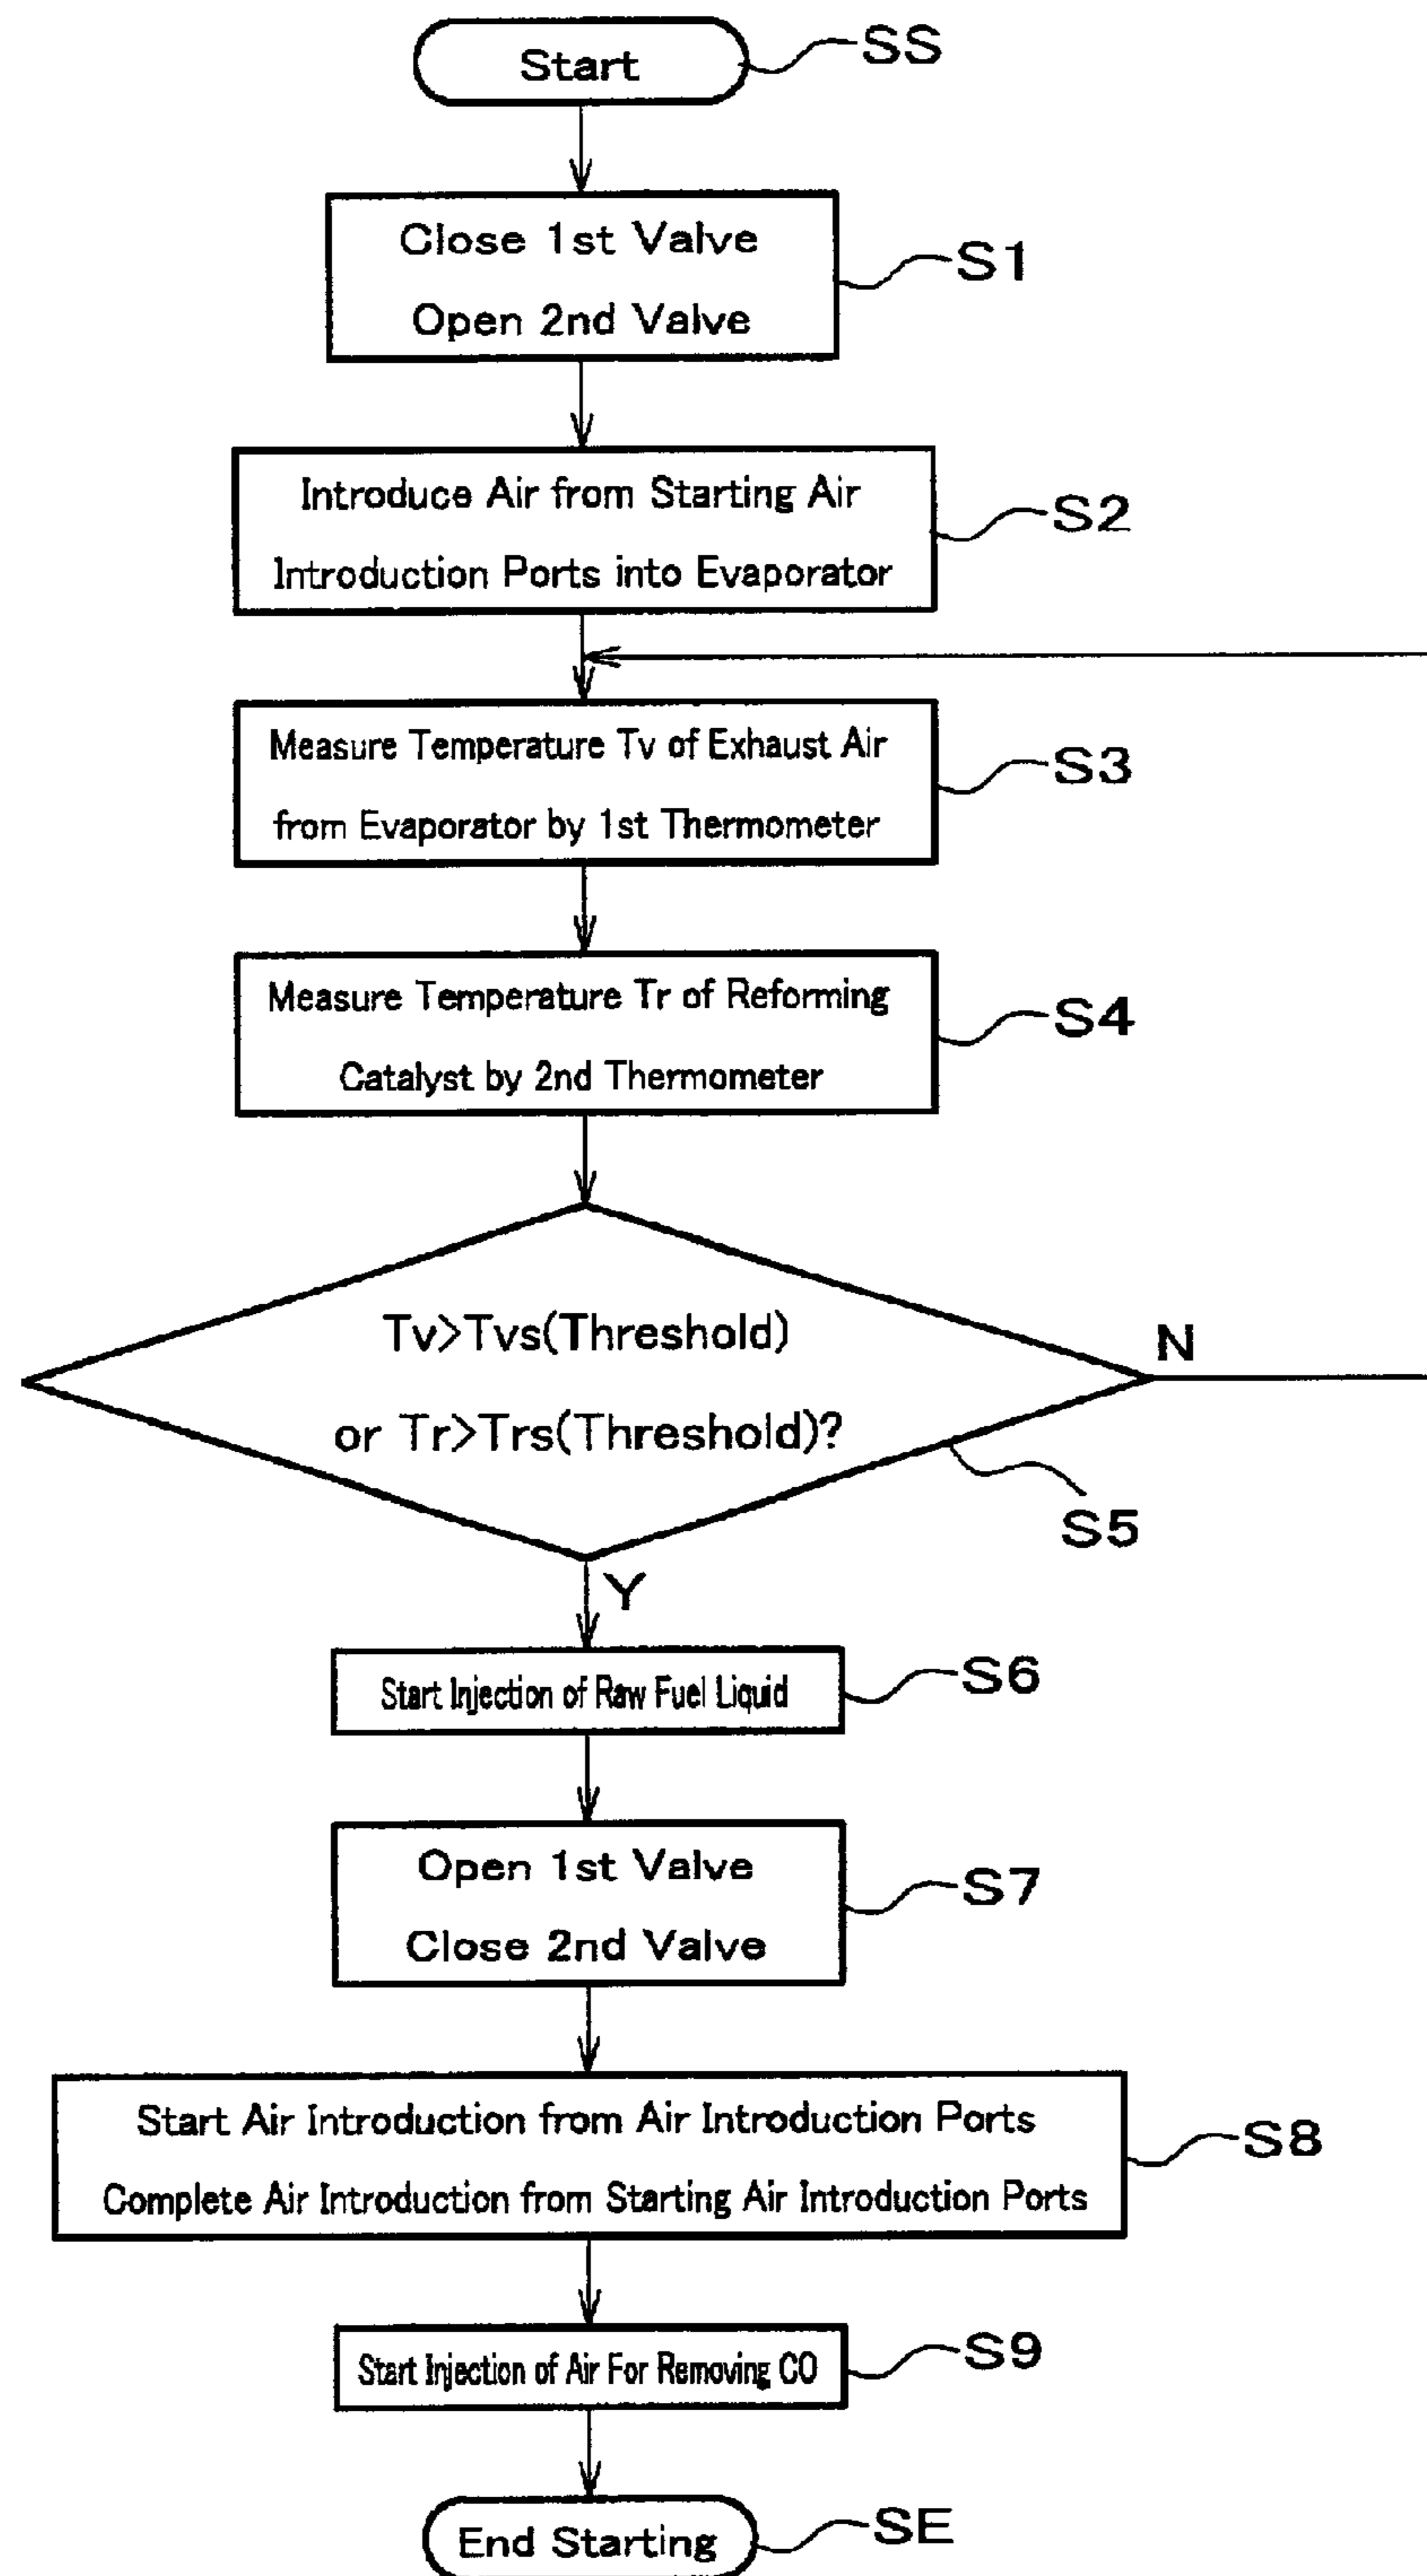 Start
SS
Close 1st Valve
Open 2nd Valve
S1
Introduce Air from Starting Air
Introduction Ports into Evaporator
S2
Measure Temperature Tv of Exhaust Air
from Evaporator by 1st Thermometer
S3
Measure Temperature Tr of Reforming
Catalyst by 2nd Thermometer
S4
Tv>Tvs(Threshold)
or Tr>Trs(Threshold)?
N
S5
Y
Start Injection of Raw Fuel Liquid
S6
Open 1st Valve
Close 2nd Valve
S7
Start Air Introduction from Air Introduction Ports
Complete Air Introduction from Starting Air Introduction Ports
S8
Start Injection of Air For Removing CO
S9
End Starting
SE